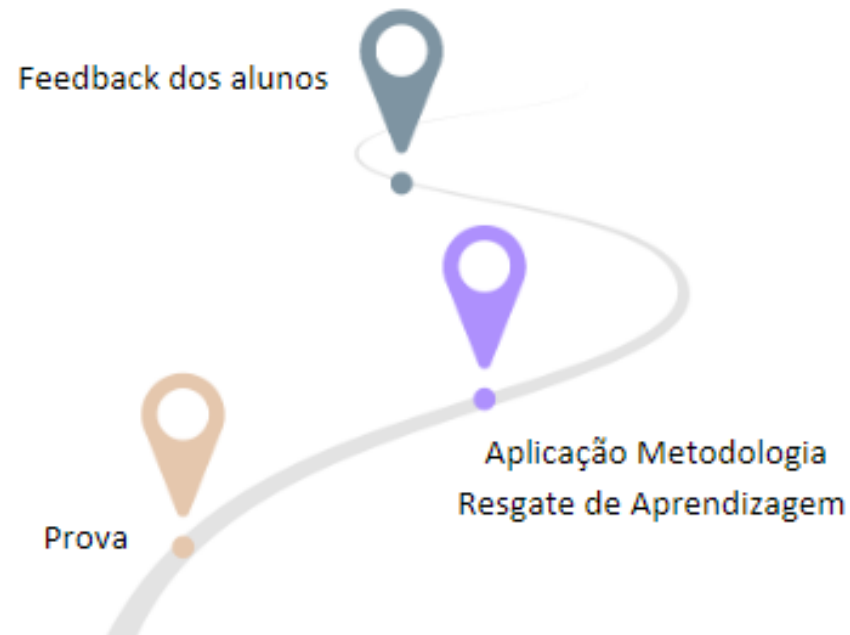 Feedback dos alunos
Aplicação Metodologia
Resgate de Aprendizagem
Prova